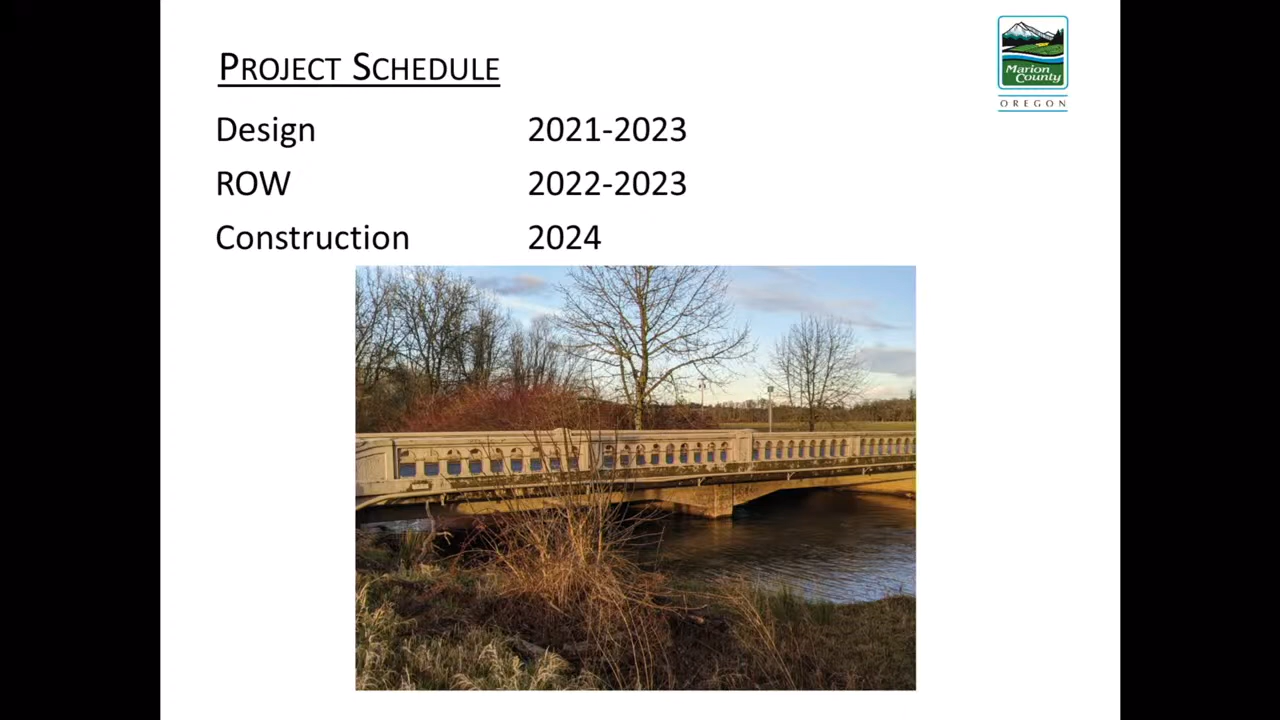 PROJECT SCHEDULE
Marion
County
OREGON
Design 2021-2023
ROW 2022-2023
Construction 2024